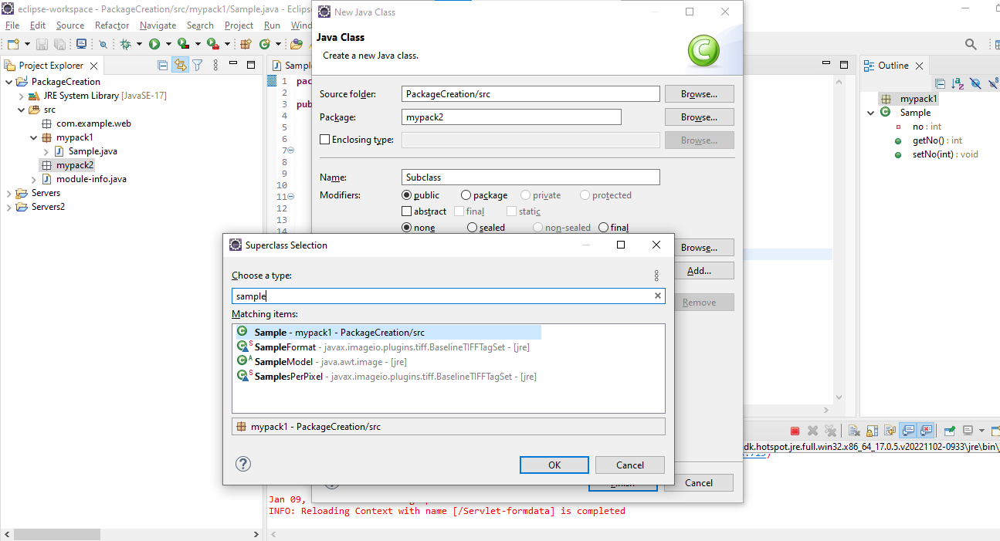 eclipse-workspace - PackageCreation/src/mypack1/Sample.java - Eclips
File Edit Source Refactor Navigate Search Project Run Wind
Project Explorer
PackageCreation
JRE System Library [JavaSE-17]
src
com.example.web
mypack1
Sample.java
mypack2
module-info.java
Servers
Servers2
Sampl
1 pac
2
3 pub
4
5
6
7
8
9
10
11
12
13
14
New Java Class
Java Class
Create a new Java class.
Source folder: PackageCreation/src Browse...
Package: mypack2 Browse...
Enclosing type: Browse...
Name: Subclass
Modifiers: public package private protected
abstract final static
none sealed non-sealed final
Browse...
Add...
Remove
Cancel
Superclass Selection
Choose a type:
sample
Matching items:
Sample - mypack1 - PackageCreation/src
SampleFormat - javax.imageio.plugins.tiff.BaselineTIFFTagSet - [jre]
SampleModel - java.awt.image - [jre]
SamplesPerPixel - javax.imageio.plugins.tiff.BaselineTIFFTagSet - [jre]
mypack1 - PackageCreation/src
OK Cancel
Outline
mypack1
Sample
no : int
getNo() : int
setNo(int) : void
dk.hotspot.jre.full.win32.x86_64_17.0.5.v20221102-0933\jre\bin\j
Jan 09,
INFO: Reloading Context with name [/Servlet-formdata] is completed